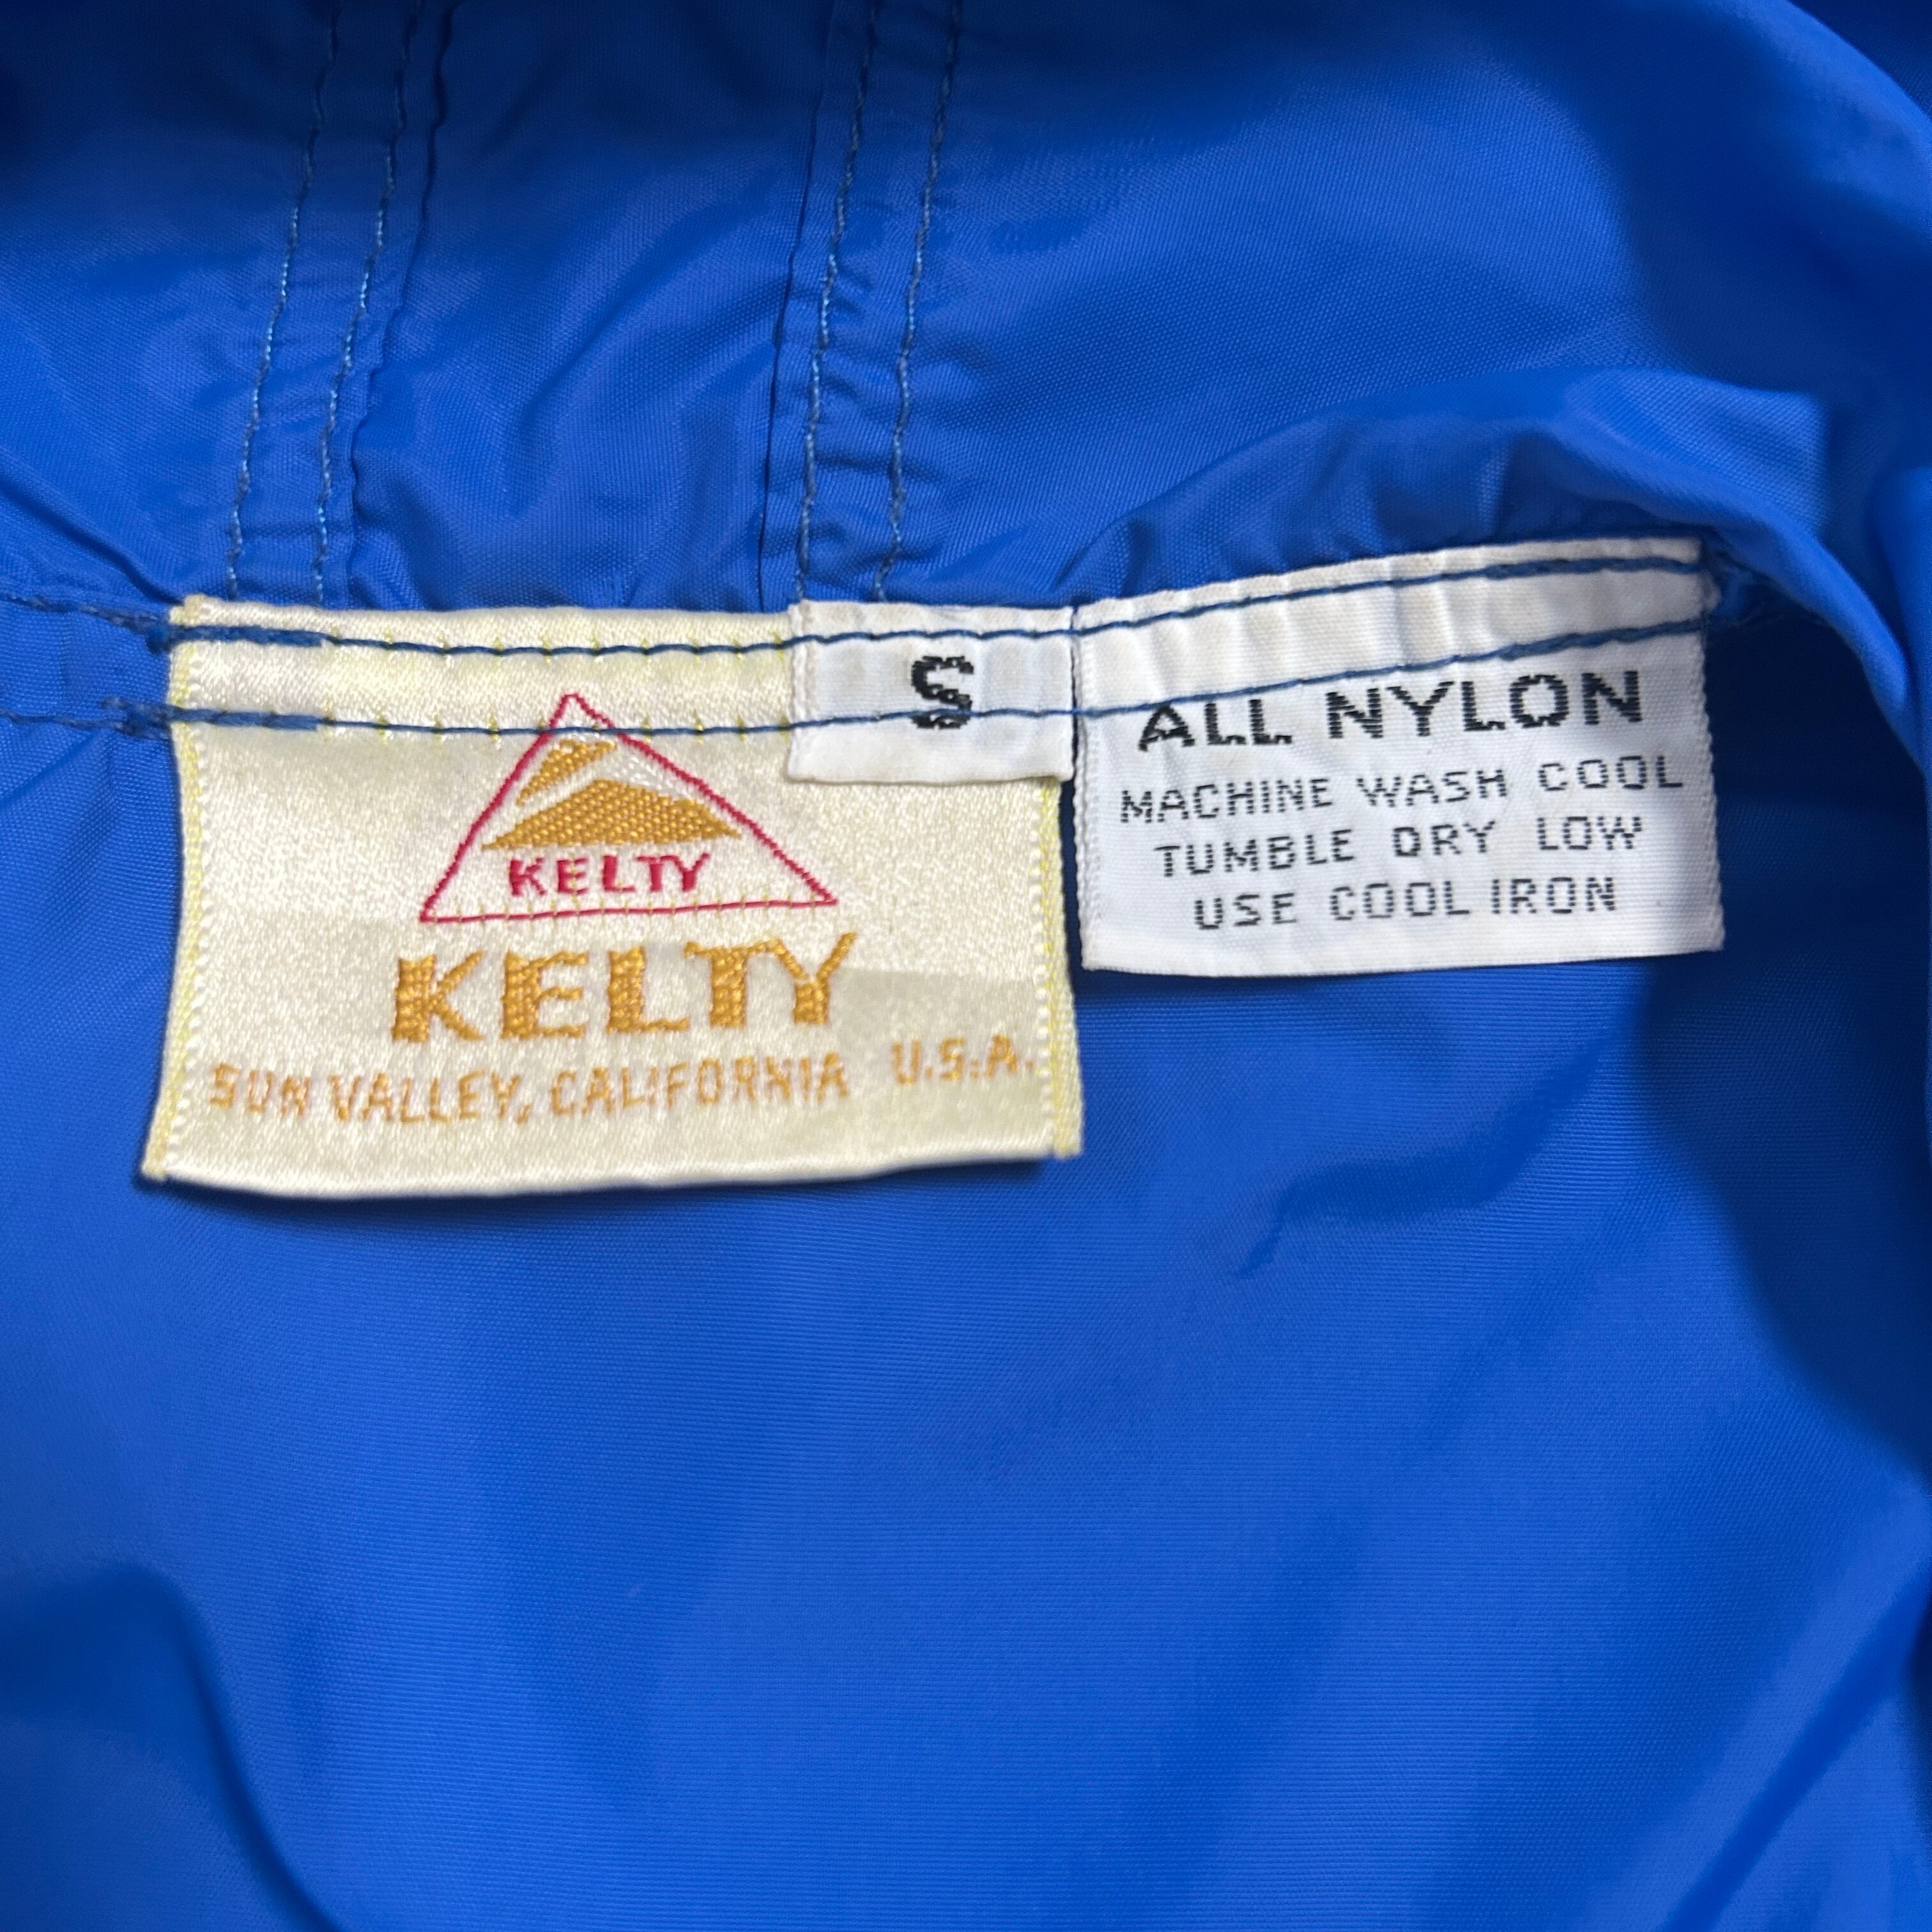 KELTY
KELTY
SUN VALLEY, CALIFORNIA U.S.A.
S
ALL NYLON
MACHINE WASH COOL
TUMBLE DRY LOW
USE COOL IRON